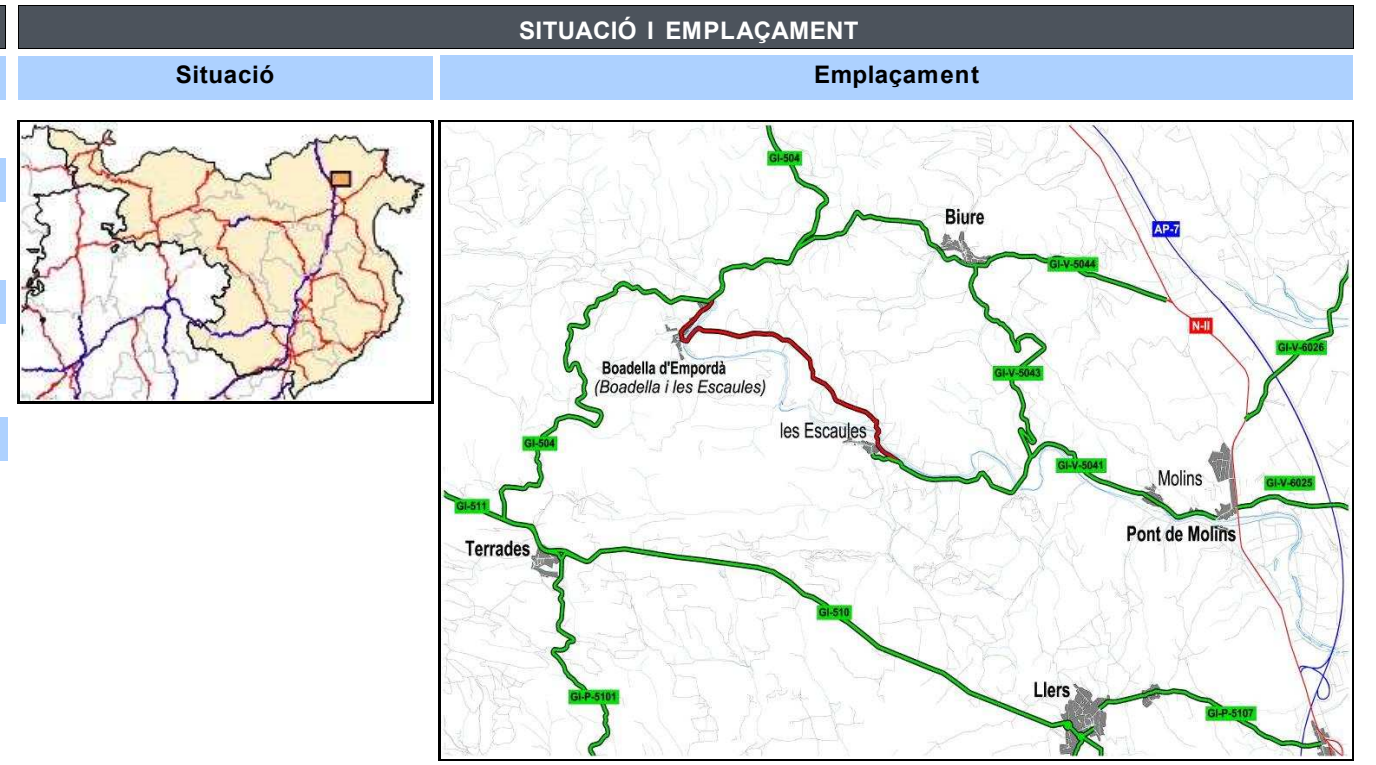 SITUACIÓ I EMPLAÇAMENT
Situació
Emplaçament
GI-504
Biure
AP-7
GI-V-5044
N-II
GI-V-6026
Boadella d'Empordà
(Boadella i les Escaules)
GI-V-5043
les Escaules
GI-504
GI-V-5041
Molins
GI-V-6025
GI-511
Pont de Molins
Terrades
GI-510
Llers
GI-P-5101
GI-P-5107